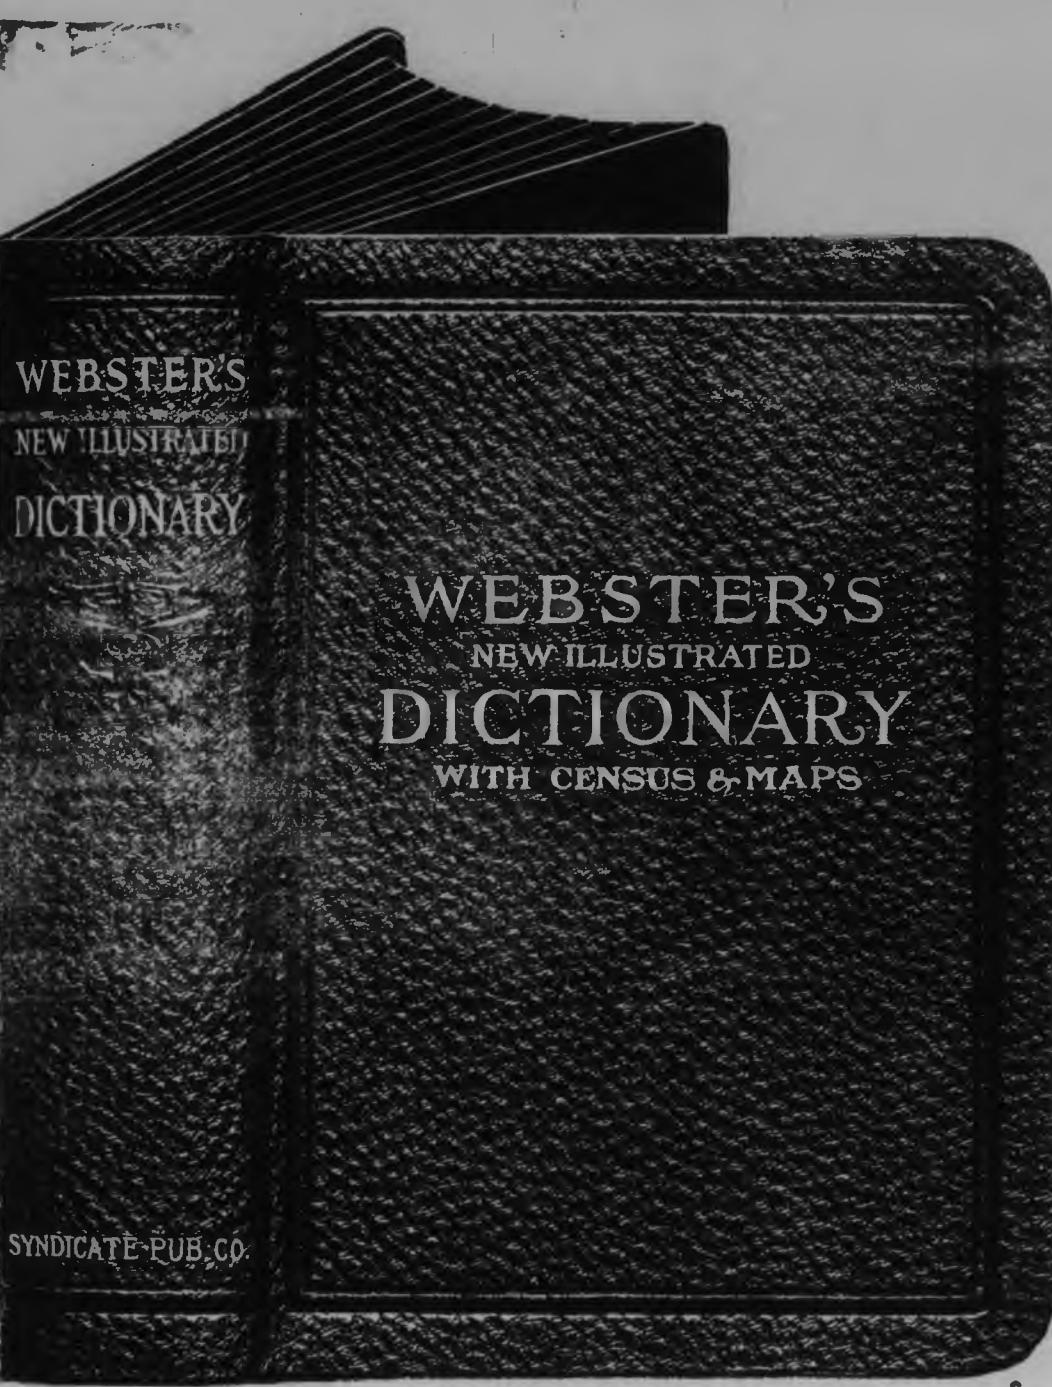 WEBSTER'S
NEW ILLUSTRATED
DICTIONARY
SYNDICATE PUB. CO.
WEBSTER'S
NEW ILLUSTRATED
DICTIONARY
WITH CENSUS & MAPS